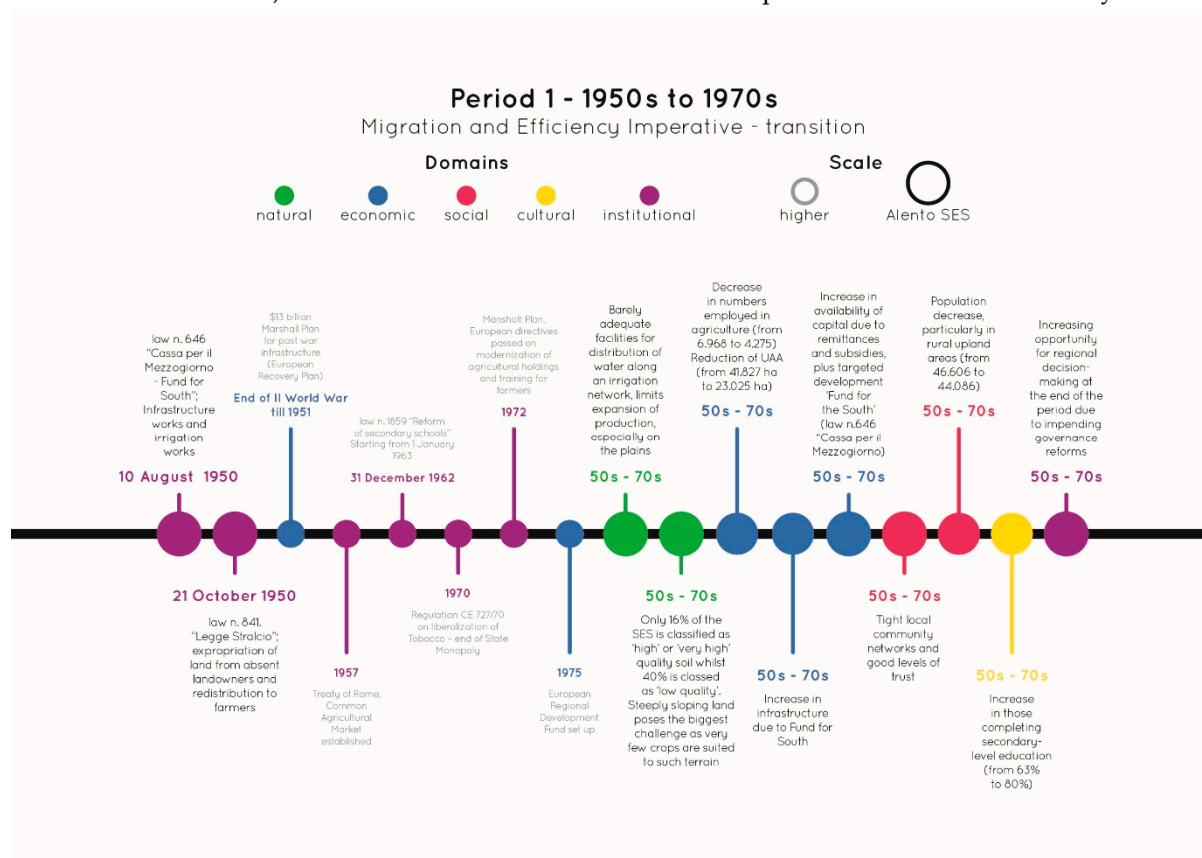 Period 1 - 1950s to 1970s
Migration and Efficiency Imperative - transition
Domains
Scale
natural
economic
social
cultural
institutional
higher
Alento SES
law n. 646
"Cassa per il
Mezzogiorno
- Fund for
South";
Infrastructure
works and
irrigation
works
10 August 1950
$13 billion
Marshall Plan
for post war
infrastructure
(European
Recovery Plan)
End of II World War
till 1951
law n. 1859 "Reform
of secondary schools"
Starting from 1 January
1963
31 December 1962
Mansholt Plan,
European directives
passed on
modernization of
agricultural holdings
and training for
farmers
1972
Barely
adequate
facilities for
distribution of
water along
an irrigation
network, limits
expansion of
production,
especially on
the plains
50s - 70s
Decrease
in numbers
employed in
agriculture (from
6.968 to 4.275)
Reduction of UAA
(from 41.827 ha
to 23.025 ha)
50s - 70s
Increase in
availability of
capital due to
remittances
and subsidies,
plus targeted
development
'Fund for
the South'
(law n.646
"Cassa per il
Mezzogiorno)
50s - 70s
Population
decrease,
particularly in
rural upland
areas (from
46.606 to
44.086)
50s - 70s
Increasing
opportunity
for regional
decision-
making at
the end of the
period due
to impending
governance
reforms
50s - 70s
21 October 1950
law n. 841,
"Legge Stralcio";
expropriation of
land from absent
landowners and
redistribution to
farmers
1957
Treaty of Rome,
Common
Agricultural
Market
established
1970
Regulation CE 727/70
on liberalization of
Tobacco - end of State
Monopoly
1975
European
Regional
Development
Fund set up
50s - 70s
Only 16% of the
SES is classified as
'high' or 'very high'
quality soil whilst
40% is classed
as 'low quality'.
Steeply sloping land
poses the biggest
challenge as very
few crops are suited
to such terrain
50s - 70s
Increase in
infrastructure
due to Fund for
South
50s - 70s
Tight local
community
networks and
good levels of
trust
50s - 70s
Increase
in those
completing
secondary-
level education
(from 63%
to 80%)